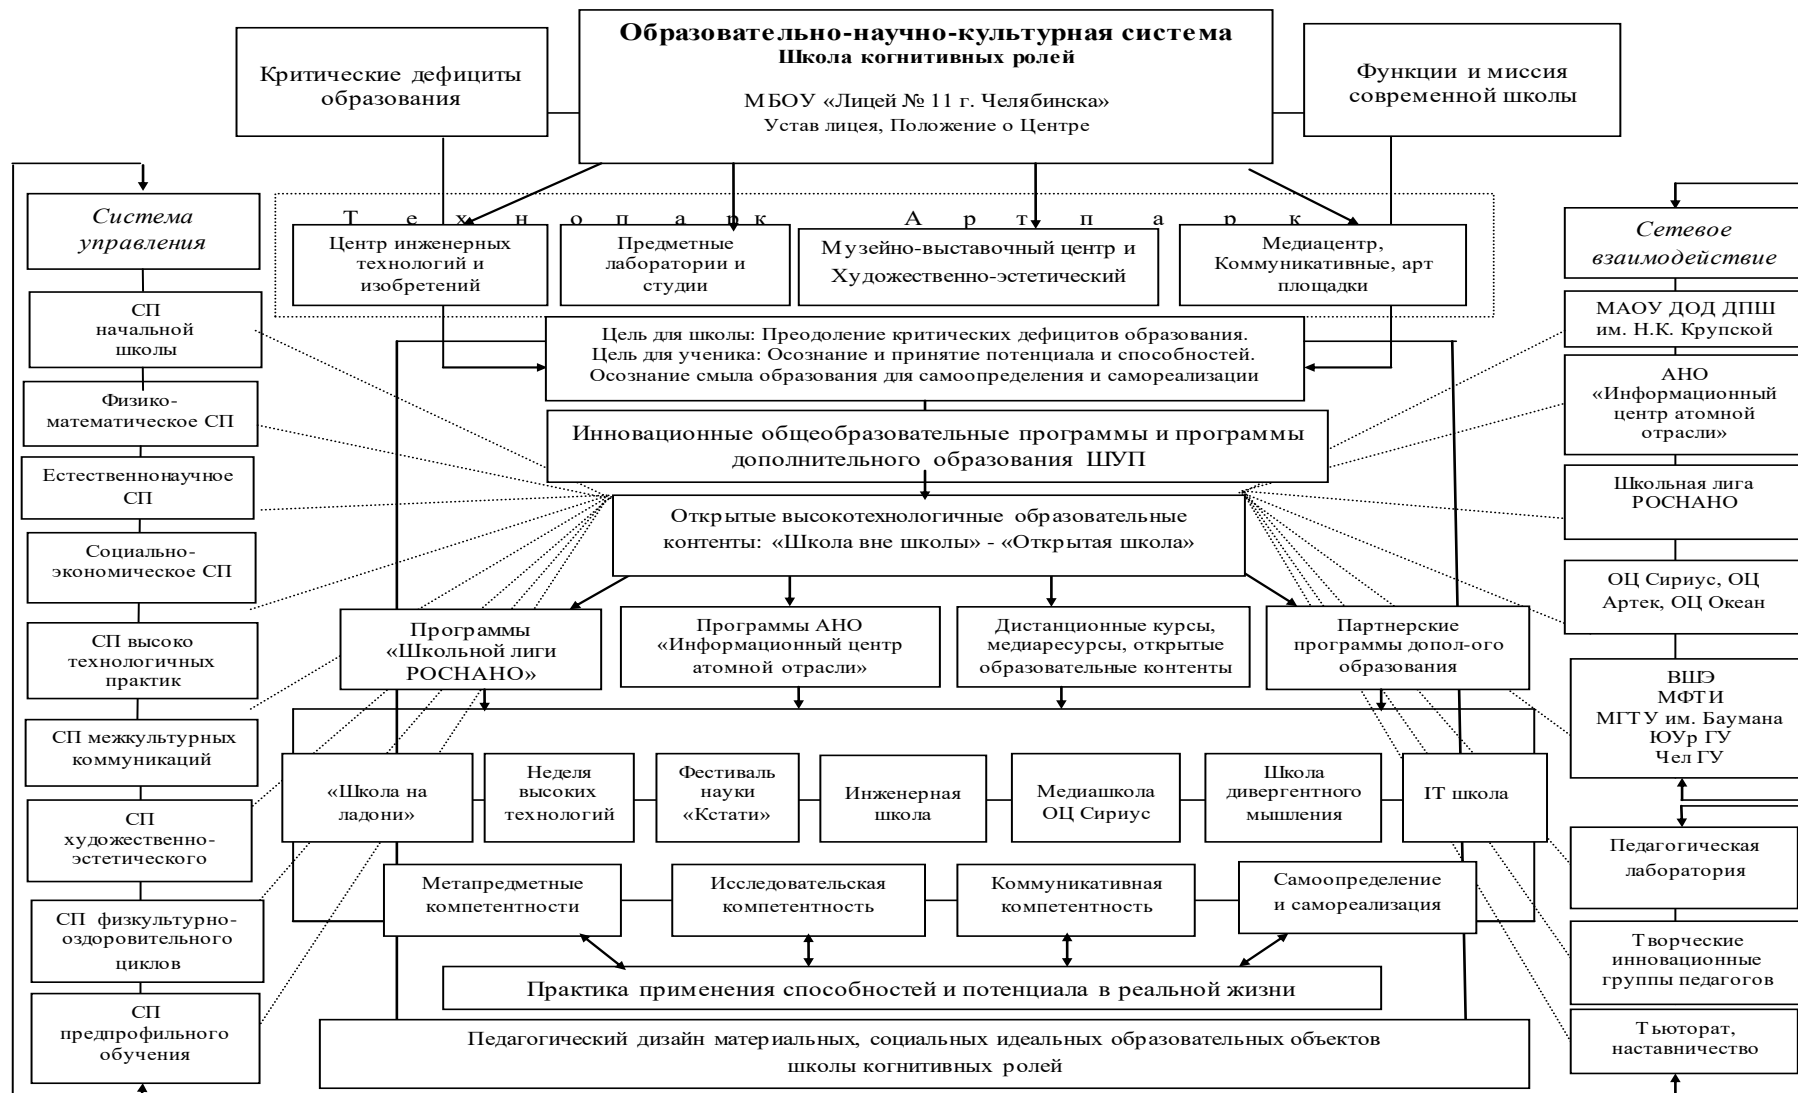 Образовательно-научно-культурная система
Школа когнитивных ролей
МБОУ «Лицей № 11 г. Челябинска»
Устав лицея, Положение о Центре
Критические дефициты
образования
Функции и миссия
современной школы
Система
управления
СП
начальной
школы
Физико-
математическое СП
Естественнонаучное
СП
Социально-
экономическое СП
СП высоко
технологичных
практик
СП межкультурных
коммуникаций
СП
художественно-
эстетического
СП физкультурно-
оздоровительного
циклов
СП
предпрофильного
обучения
Технопарк Артпарк
Центр инженерных
технологий и
изобретений
Предметные
лаборатории и
студии
Музейно-выставочный центр и
Художественно-эстетический
Медиацентр,
Коммуникативные, арт
площадки
Цель для школы: Преодоление критических дефицитов образования.
Цель для ученика: Осознание и принятие потенциала и способностей.
Осознание смыла образования для самоопределения и самореализации
Инновационные общеобразовательные программы и программы
дополнительного образования ШУП
Открытые высокотехнологичные образовательные
контенты: «Школа вне школы» - «Открытая школа»
Программы
«Школьной лиги
РОСНАНО»
Программы АНО
«Информационный центр
атомной отрасли»
Дистанционные курсы,
медиаресурсы, открытые
образовательные контенты
Партнерские
программы допол-ого
образования
«Школа на
ладони»
Неделя
высоких
технологий
Фестиваль
науки
«Кстати»
Инженерная
школа
Медиашкола
ОЦ Сириус
Школа
дивергентного
мышления
IT школа
Метапредметные
компетентности
Исследовательская
компетентность
Коммуникативная
компетентность
Самоопределение
и самореализация
Практика применения способностей и потенциала в реальной жизни
Педагогический дизайн материальных, социальных идеальных образовательных объектов
школы когнитивных ролей
Сетевое
взаимодействие
МАОУ ДОД ДПШ
им. Н.К. Крупской
АНО
«Информационный
центр атомной
отрасли»
Школьная лига
РОСНАНО
ОЦ Сириус, ОЦ
Артек, ОЦ Океан
ВШЭ
МФТИ
МГТУ им. Баумана
ЮУр ГУ
Чел ГУ
Педагогическая
лаборатория
Творческие
инновационные
группы педагогов
Тьюторат,
наставничество